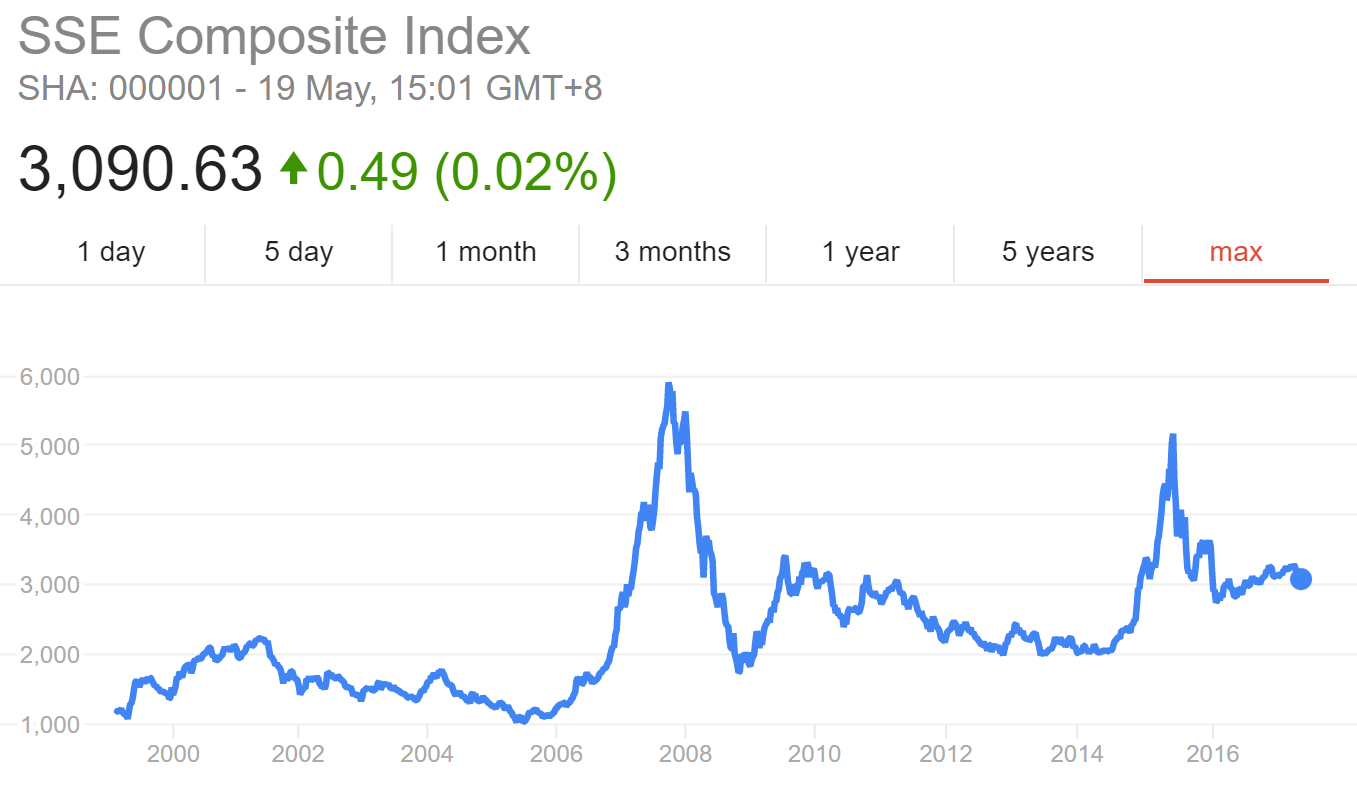 SSE Composite Index
SHA: 000001 - 19 May, 15:01 GMT+8
3,090.63 0.49 (0.02%)
1 day 5 day 1 month 3 months 1 year 5 years max
6,000
5,000
4,000
3,000
2,000
1,000
2000 2002 2004 2006 2008 2010 2012 2014 2016